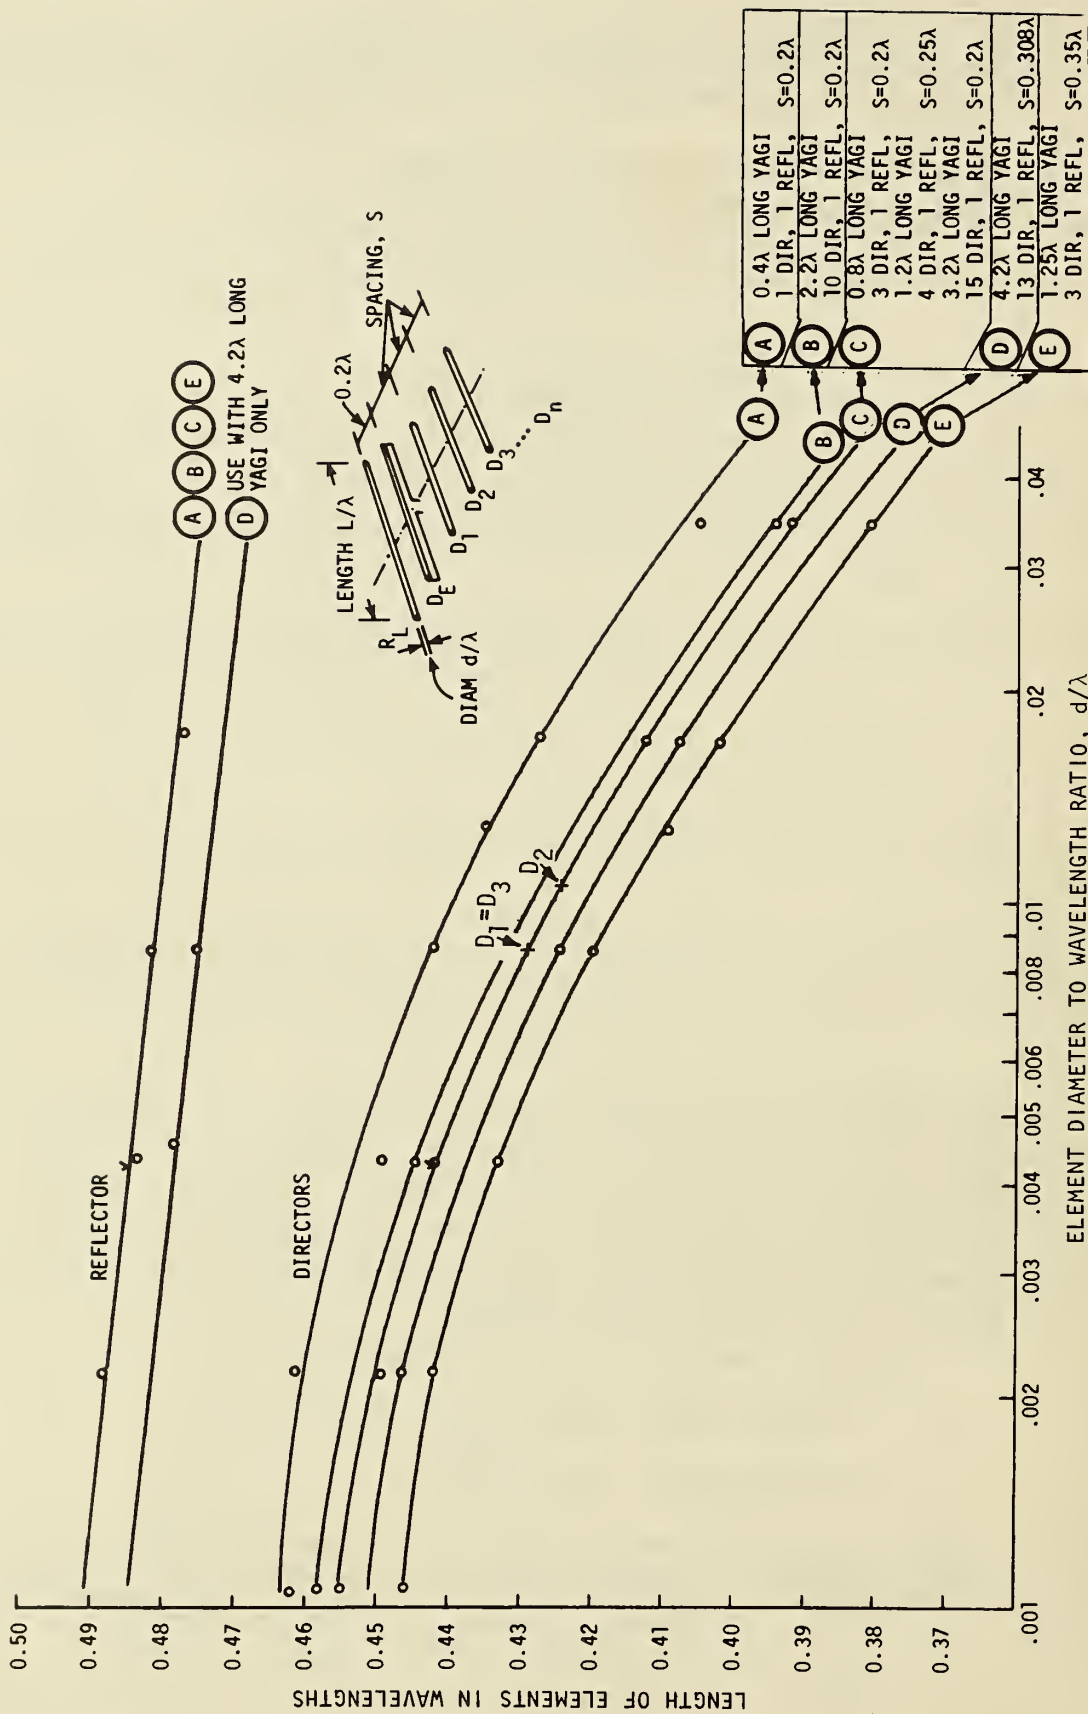 0.50
0.49
0.48
0.47
0.46
0.45
0.44
0.43
0.42
0.41
0.40
0.39
0.38
0.37
LENGTH OF ELEMENTS IN WAVELENGTHS
REFLECTOR
A B C E
D USE WITH 4.2λ LONG
YAGI ONLY
DIRECTORS
LENGTH L/λ
0.2λ
SPACING, S
R_L
DIAM d/λ
D_E
D_1
D_2
D_3.....D_n
D_1=D_3
D_2
A
B
C
D
E
A 0.4λ LONG YAGI
1 DIR, 1 REFL, S=0.2λ
B 2.2λ LONG YAGI
10 DIR, 1 REFL, S=0.2λ
C 0.8λ LONG YAGI
3 DIR, 1 REFL, S=0.2λ
1.2λ LONG YAGI
4 DIR, 1 REFL, S=0.25λ
3.2λ LONG YAGI
15 DIR, 1 REFL, S=0.2λ
D 4.2λ LONG YAGI
13 DIR, 1 REFL, S=0.308λ
E 1.25λ LONG YAGI
3 DIR, 1 REFL, S=0.35λ
.001 .002 .003 .004 .005 .006 .008 .01 .02 .03 .04
ELEMENT DIAMETER TO WAVELENGTH RATIO, d/λ